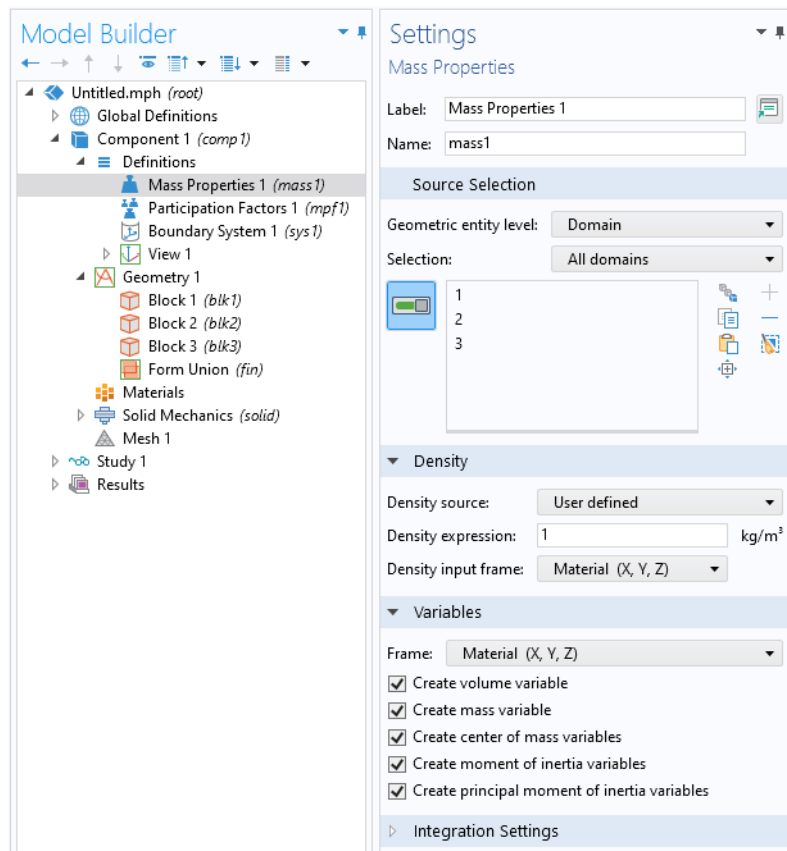 Model Builder
Untitled.mph (root)
Global Definitions
Component 1 (comp1)
Definitions
Mass Properties 1 (mass1)
Participation Factors 1 (mpf1)
Boundary System 1 (sys1)
View 1
Geometry 1
Block 1 (blk1)
Block 2 (blk2)
Block 3 (blk3)
Form Union (fin)
Materials
Solid Mechanics (solid)
Mesh 1
Study 1
Results
Settings
Mass Properties
Label: Mass Properties 1
Name: mass1
Source Selection
Geometric entity level: Domain
Selection: All domains
1
2
3
Density
Density source: User defined
Density expression: 1 kg/m³
Density input frame: Material (X, Y, Z)
Variables
Frame: Material (X, Y, Z)
Create volume variable
Create mass variable
Create center of mass variables
Create moment of inertia variables
Create principal moment of inertia variables
Integration Settings